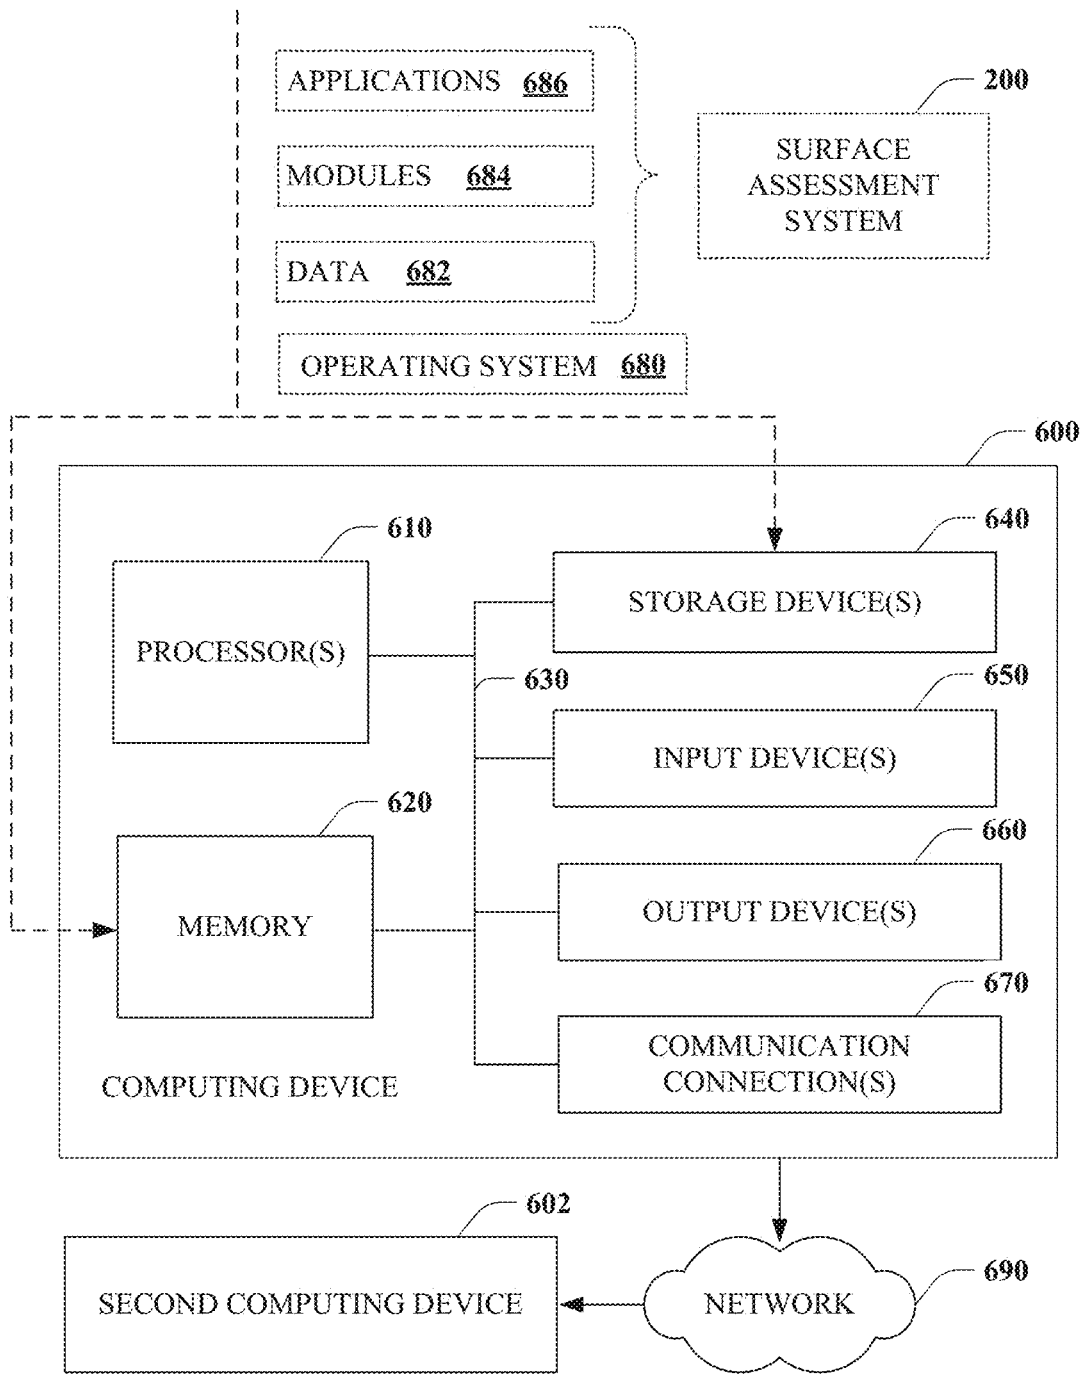 APPLICATIONS 686
200
SURFACE
ASSESSMENT
SYSTEM
MODULES 684
DATA 682
OPERATING SYSTEM 680
600
610
640
PROCESSOR(S)
STORAGE DEVICE(S)
630
650
INPUT DEVICE(S)
620
660
MEMORY
OUTPUT DEVICE(S)
670
COMMUNICATION
CONNECTION(S)
COMPUTING DEVICE
602
690
SECOND COMPUTING DEVICE
NETWORK